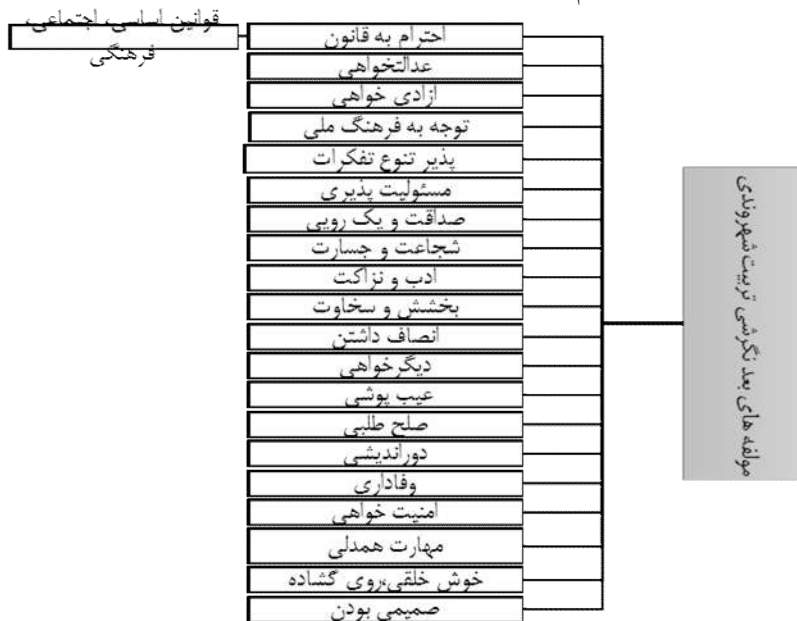 مولفه های بعد نگرشی تربیت شهروندی
احترام به قانون
قوانین اساسی، اجتماعی،
فرهنگی
عدالتخواهی
ازادی خواهی
توجه به فرهنگ ملی
پذیر تنوع تفکرات
مسئولیت پذیری
صداقت و یک رویی
شجاعت و جسارت
ادب و نزاکت
بخشش و سخاوت
انصاف داشتن
دیگرخواهی
عیب پوشی
صلح طلبی
دوراندیشی
وفاداری
امنیت خواهی
مهارت همدلی
خوش خلقی،روی گشاده
صمیمی بودن